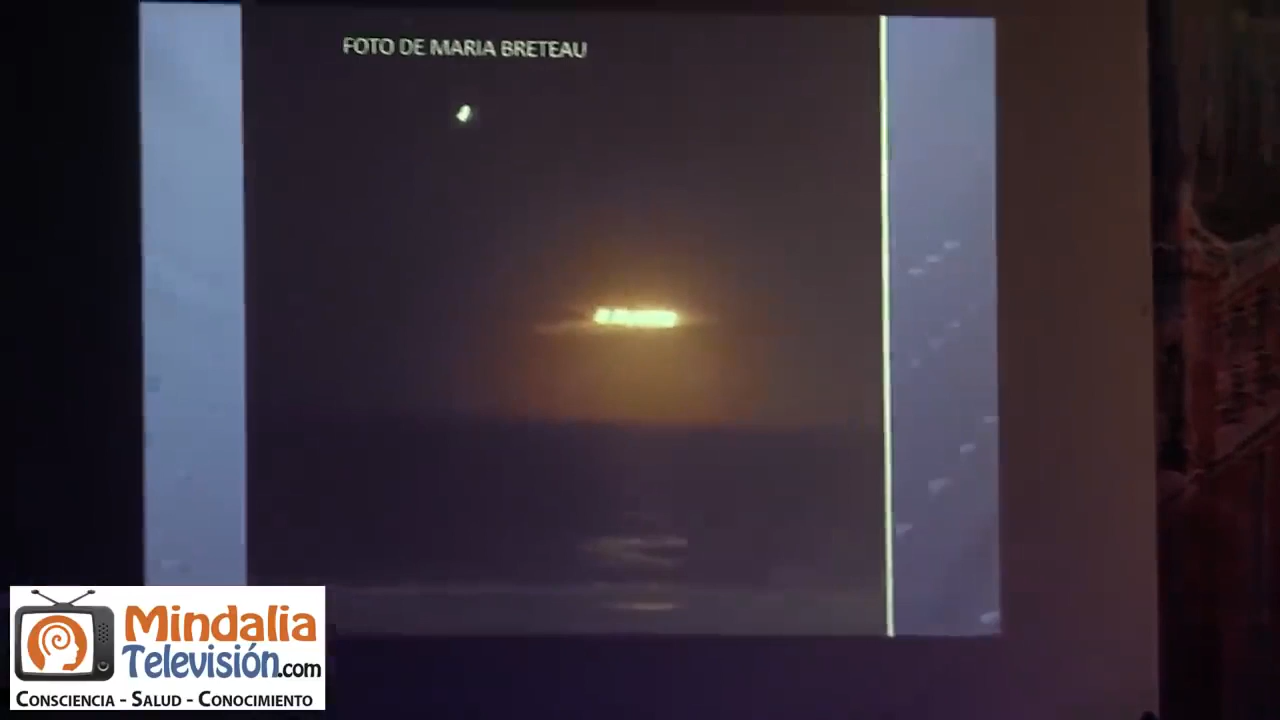 FOTO DE MARIA BRETEAU
Mindalia
Televisión.com
CONSCIENCIA - SALUD - CONOCIMIENTO